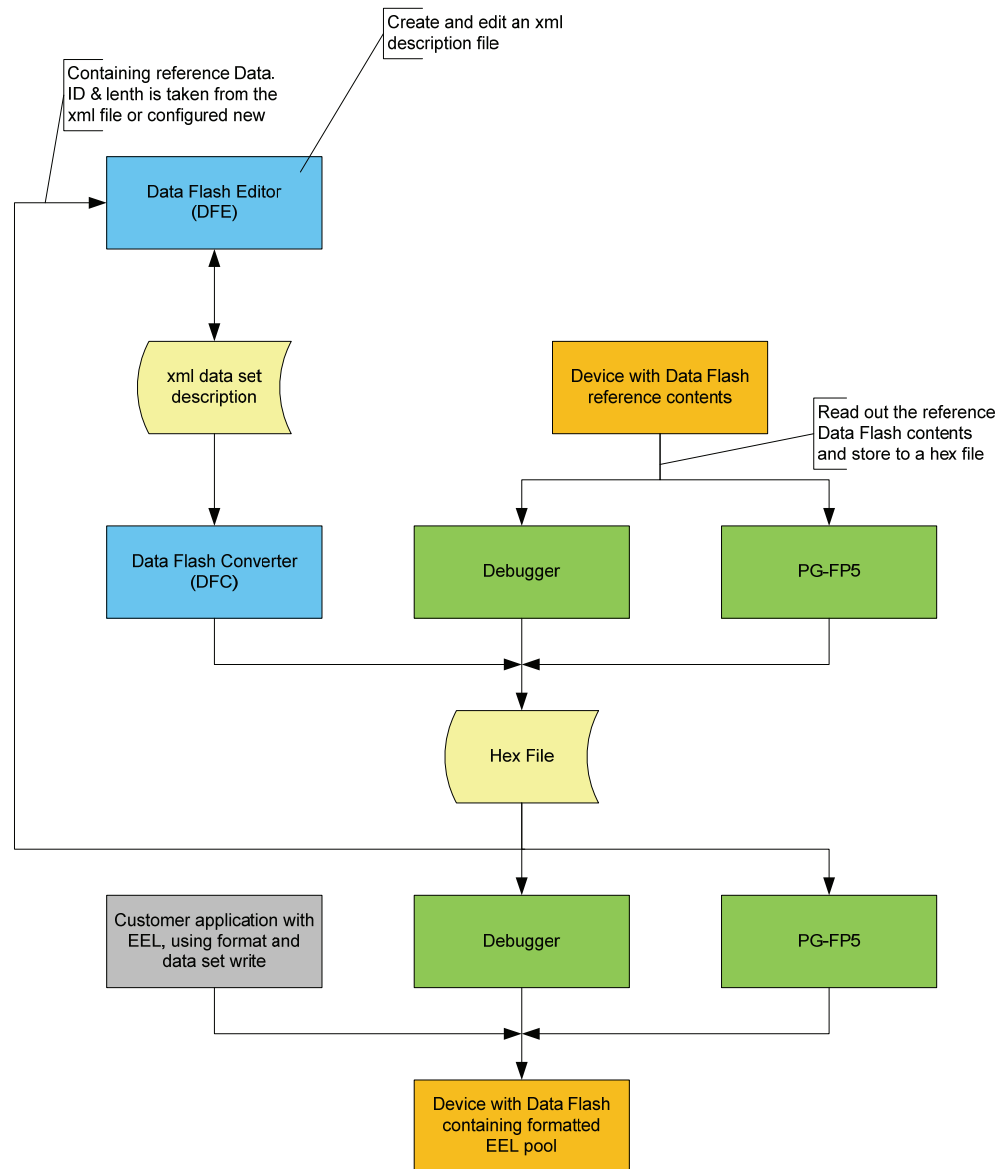 Create and edit an xml
description file
Containing reference Data.
ID & lenth is taken from the
xml file or configured new
Data Flash Editor
(DFE)
xml data set
description
Device with Data Flash
reference contents
Read out the reference
Data Flash contents
and store to a hex file
Data Flash Converter
(DFC)
Debugger
PG-FP5
Hex File
Customer application with
EEL, using format and
data set write
Debugger
PG-FP5
Device with Data Flash
containing formatted
EEL pool